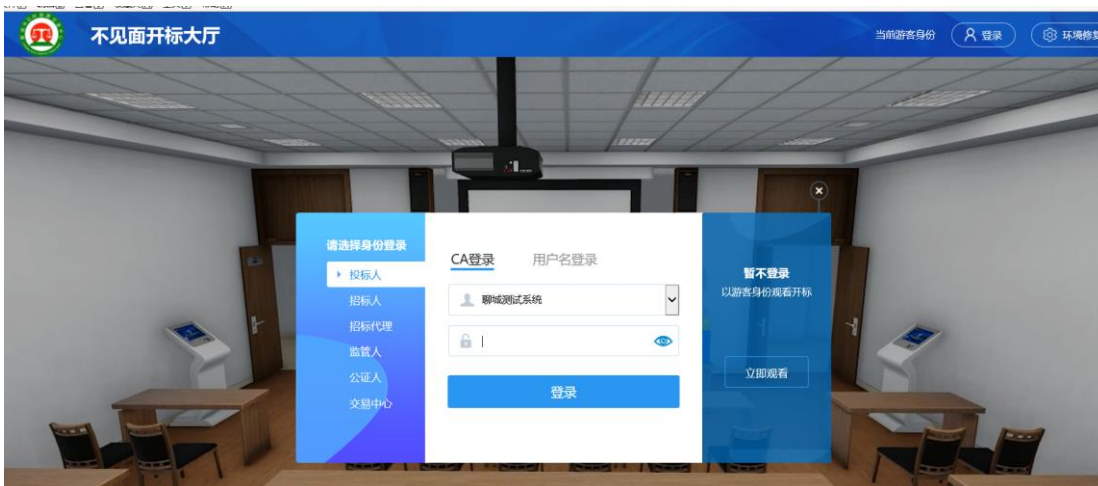 不见面开标大厅
当前游客身份
登录
环境修复
请选择身份登录
投标人
招标人
招标代理
监管人
公证人
交易中心
CA登录 用户名登录
聊城测试系统
登录
暂不登录
以游客身份观看开标
立即观看